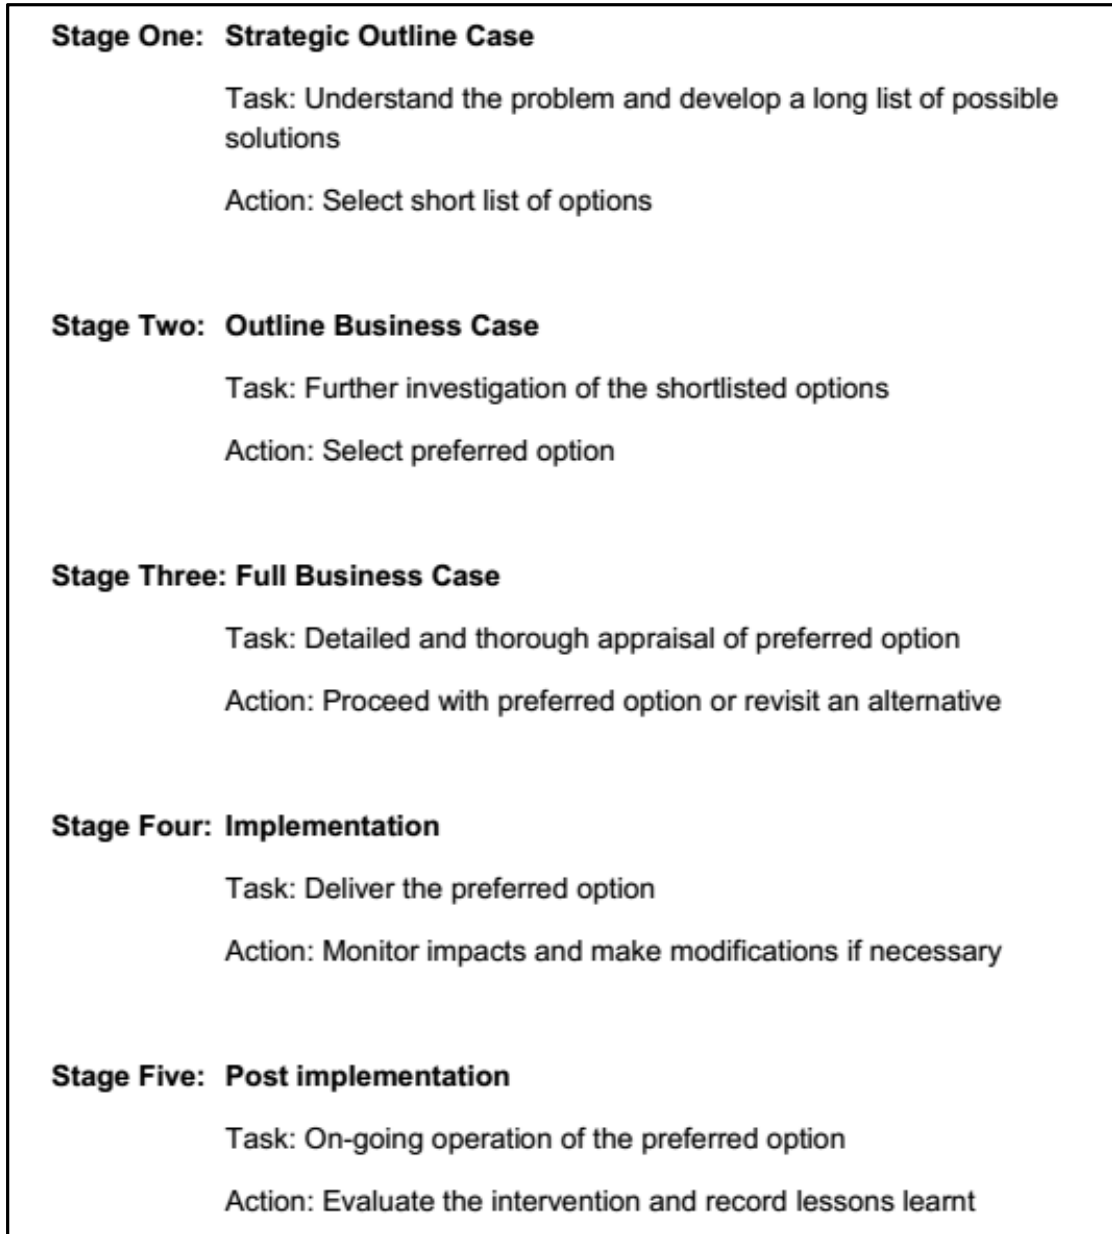 Stage One: Strategic Outline Case
Task: Understand the problem and develop a long list of possible
solutions
Action: Select short list of options
Stage Two: Outline Business Case
Task: Further investigation of the shortlisted options
Action: Select preferred option
Stage Three: Full Business Case
Task: Detailed and thorough appraisal of preferred option
Action: Proceed with preferred option or revisit an alternative
Stage Four: Implementation
Task: Deliver the preferred option
Action: Monitor impacts and make modifications if necessary
Stage Five: Post implementation
Task: On-going operation of the preferred option
Action: Evaluate the intervention and record lessons learnt